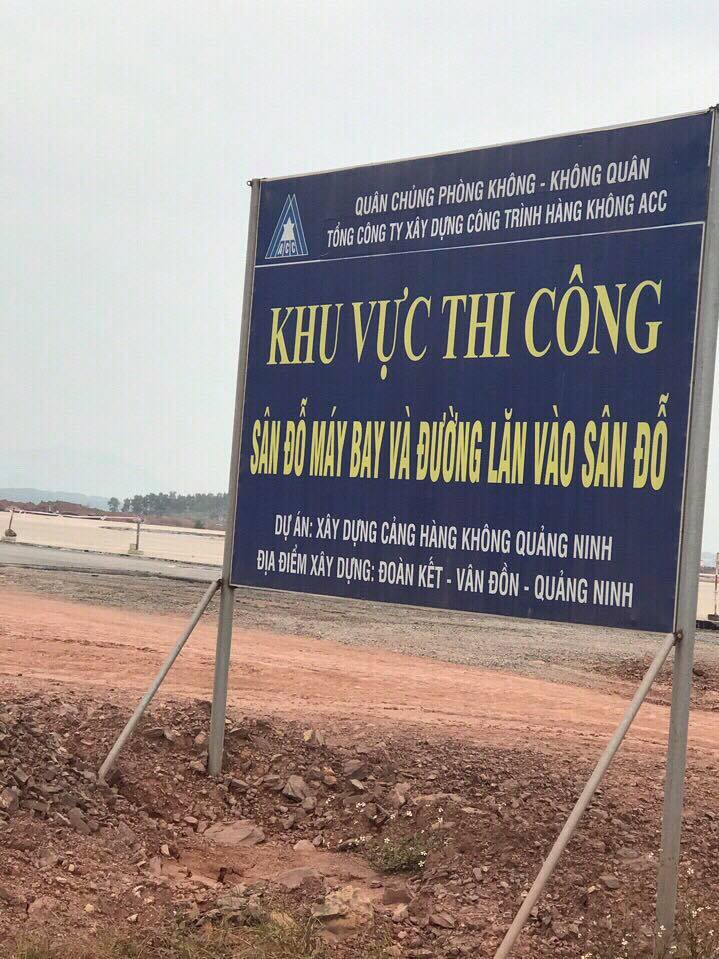 QUÂN CHỦNG PHÒNG KHÔNG - KHÔNG QUÂN
TỔNG CÔNG TY XÂY DỰNG CÔNG TRÌNH HÀNG KHÔNG ACC
ACC
KHU VỰC THI CÔNG
SÂN ĐỖ MÁY BAY VÀ ĐƯỜNG LĂN VÀO SÂN ĐỖ
DỰ ÁN: XÂY DỰNG CẢNG HÀNG KHÔNG QUẢNG NINH
ĐỊA ĐIỂM XÂY DỰNG: ĐOÀN KẾT - VÂN ĐỒN - QUẢNG NINH